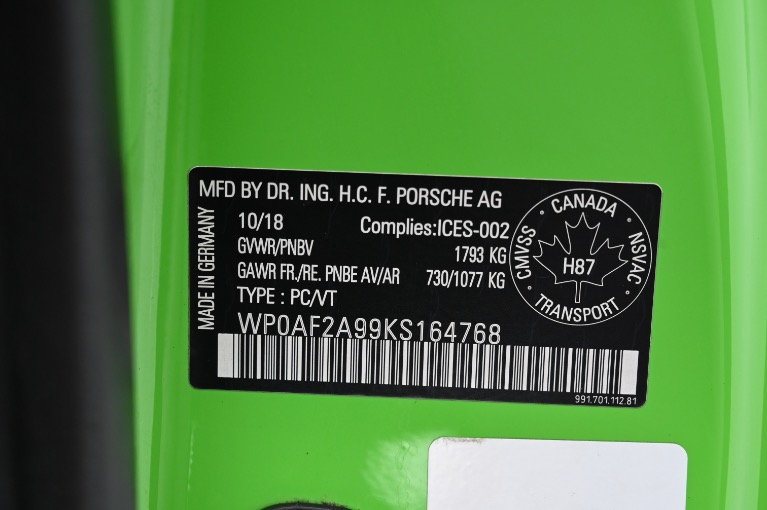 MFD BY DR. ING. H.C. F. PORSCHE AG
MADE IN GERMANY
10/18 Complies:ICES-002
GVWR/PNBV 1793 KG
GAWR FR./RE. PNBE AV/AR 730/1077 KG
TYPE : PC/VT
WP0AF2A99KS164768
991.701.112.81
· CANADA ·
CMVSS
NSVAC
H87
· TRANSPORT ·